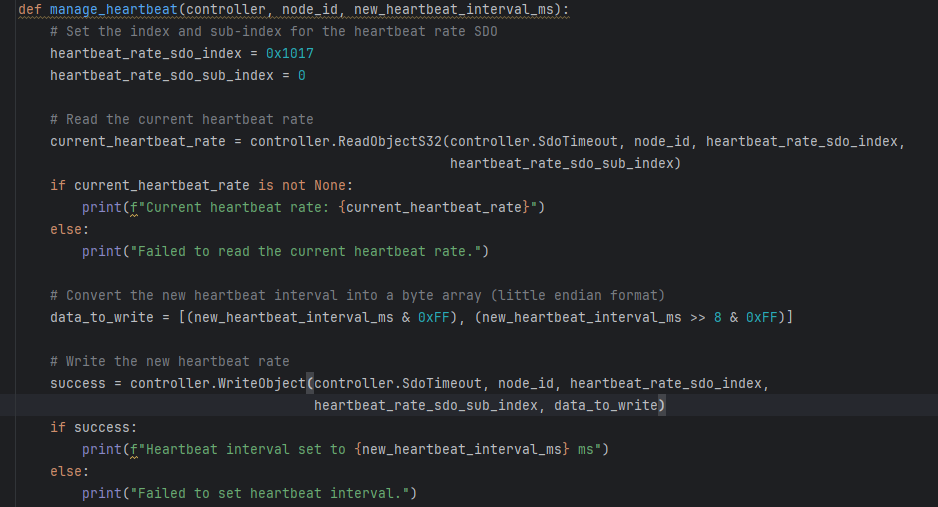 def manage_heartbeat(controller, node_id, new_heartbeat_interval_ms):
    # Set the index and sub-index for the heartbeat rate SDO
    heartbeat_rate_sdo_index = 0x1017
    heartbeat_rate_sdo_sub_index = 0

    # Read the current heartbeat rate
    current_heartbeat_rate = controller.ReadObjectS32(controller.SdoTimeout, node_id, heartbeat_rate_sdo_index,
                                                      heartbeat_rate_sdo_sub_index)
    if current_heartbeat_rate is not None:
        print(f"Current heartbeat rate: {current_heartbeat_rate}")
    else:
        print("Failed to read the current heartbeat rate.")

    # Convert the new heartbeat interval into a byte array (little endian format)
    data_to_write = [(new_heartbeat_interval_ms & 0xFF), (new_heartbeat_interval_ms >> 8 & 0xFF)]

    # Write the new heartbeat rate
    success = controller.WriteObject(controller.SdoTimeout, node_id, heartbeat_rate_sdo_index,
                                     heartbeat_rate_sdo_sub_index, data_to_write)
    if success:
        print(f"Heartbeat interval set to {new_heartbeat_interval_ms} ms")
    else:
        print("Failed to set heartbeat interval.")